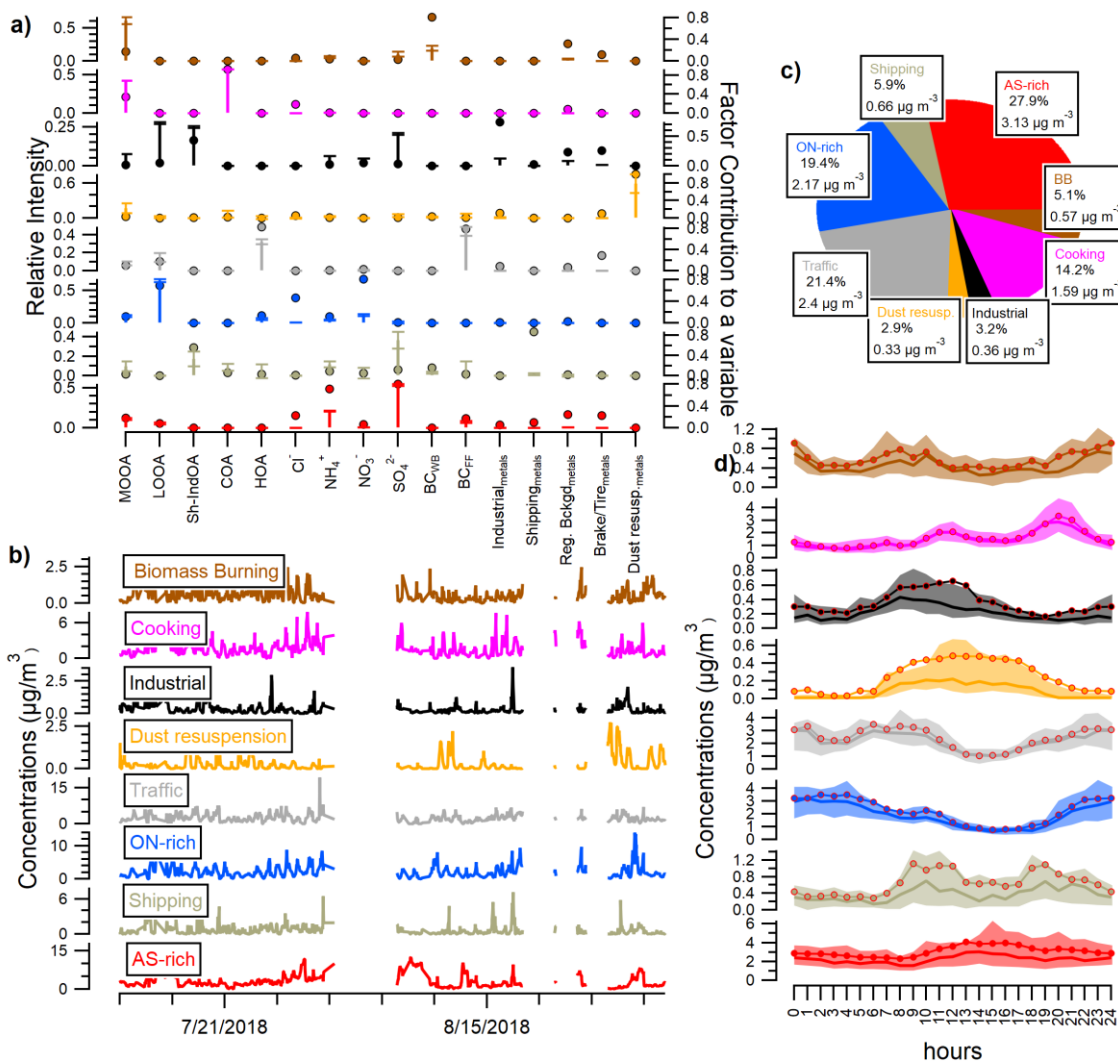 a)
Relative Intensity
Factor Contribution to a variable
0.5
0.0
0.8
0.4
0.0
0.5
0.0
0.8
0.4
0.0
0.25
0.00
0.8
0.4
0.0
0.6
0.0
0.8
0.4
0.0
0.4
0.2
0.0
0.8
0.4
0.0
0.5
0.0
0.8
0.4
0.0
0.4
0.2
0.0
0.8
0.4
0.0
0.5
0.0
0.8
0.4
0.0
MOOA
LOOA
Sh-IndOA
COA
HOA
Cl-
NH4+
NO3-
SO42-
BCWB
BCFF
Industrialmetals
Shippingmetals
Reg. Bckgdmetals
Brake/Tiremetals
Dust resusp.metals
b)
Concentrations (µg/m3)
2.5
0.0
Biomass Burning
6
0
Cooking
2.5
0.0
Industrial
2.5
0.0
Dust resuspension
15
0
Traffic
10
0
ON-rich
6
0
Shipping
15
0
AS-rich
7/21/2018
8/15/2018
c)
Shipping
5.9%
0.66 µg m-3
AS-rich
27.9%
3.13 µg m-3
ON-rich
19.4%
2.17 µg m-3
BB
5.1%
0.57 µg m-3
Traffic
21.4%
2.4 µg m-3
Cooking
14.2%
1.59 µg m-3
Dust resusp.
2.9%
0.33 µg m-3
Industrial
3.2%
0.36 µg m-3
d)
Concentrations (µg/m3)
1.2
0.8
0.4
0.0
4
3
2
1
0.8
0.6
0.4
0.2
0.0
0.6
0.4
0.2
0.0
4
3
2
1
0
4
3
2
1
0
1.2
0.8
0.4
0.0
6
4
2
0
0
1
2
3
4
5
6
7
8
9
10
11
12
13
14
15
16
17
18
19
20
21
22
23
24
hours